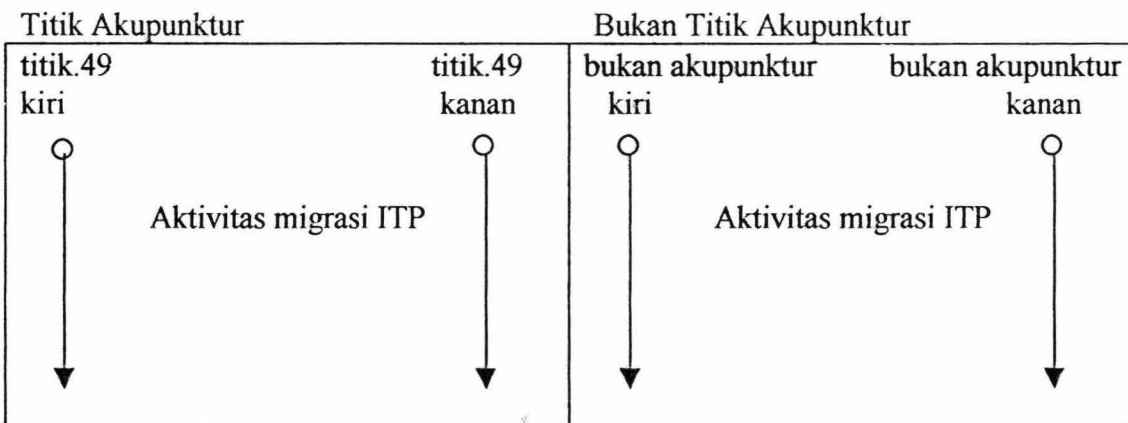 Titik Akupunktur
Bukan Titik Akupunktur
titik.49
kiri
titik.49
kanan
Aktivitas migrasi ITP
bukan akupunktur
kiri
bukan akupunktur
kanan
Aktivitas migrasi ITP